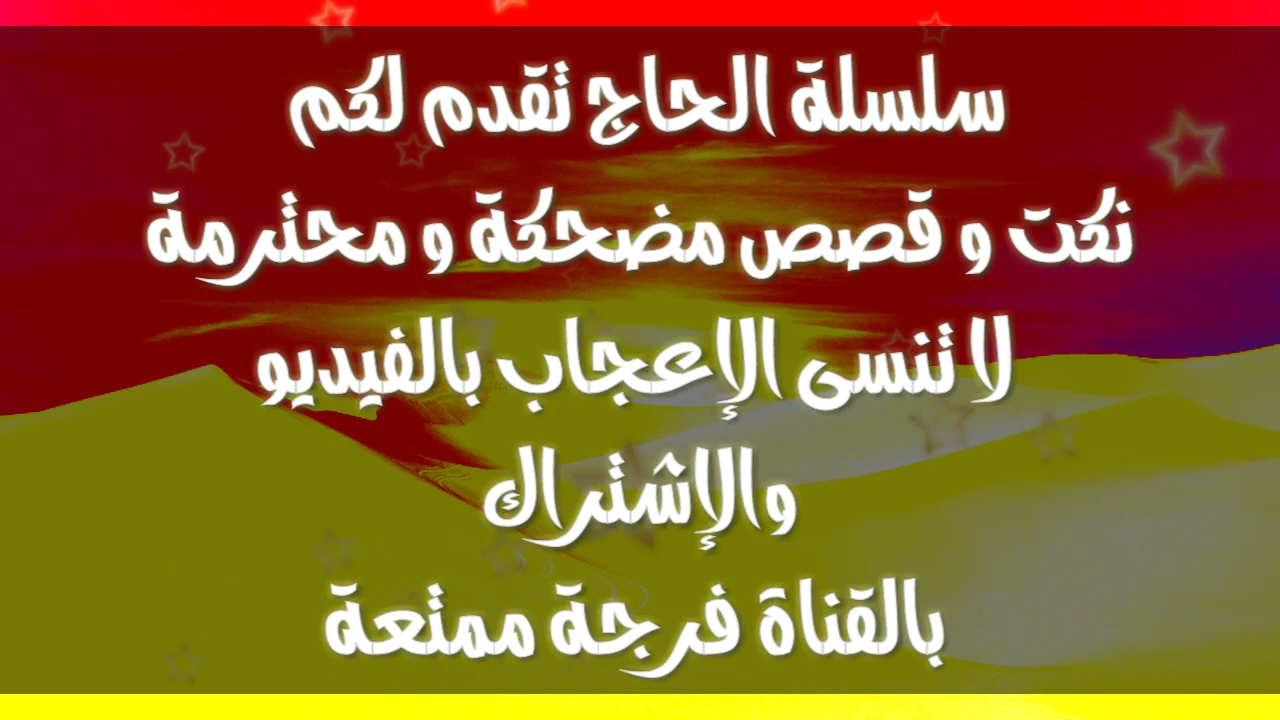 سلسلة الحاج تقدم لكم
نكت و قصص مضحكة و محترمة
لا تنسى الإعجاب بالفيديو
والإشتراك
بالقناة فرجة ممتعة